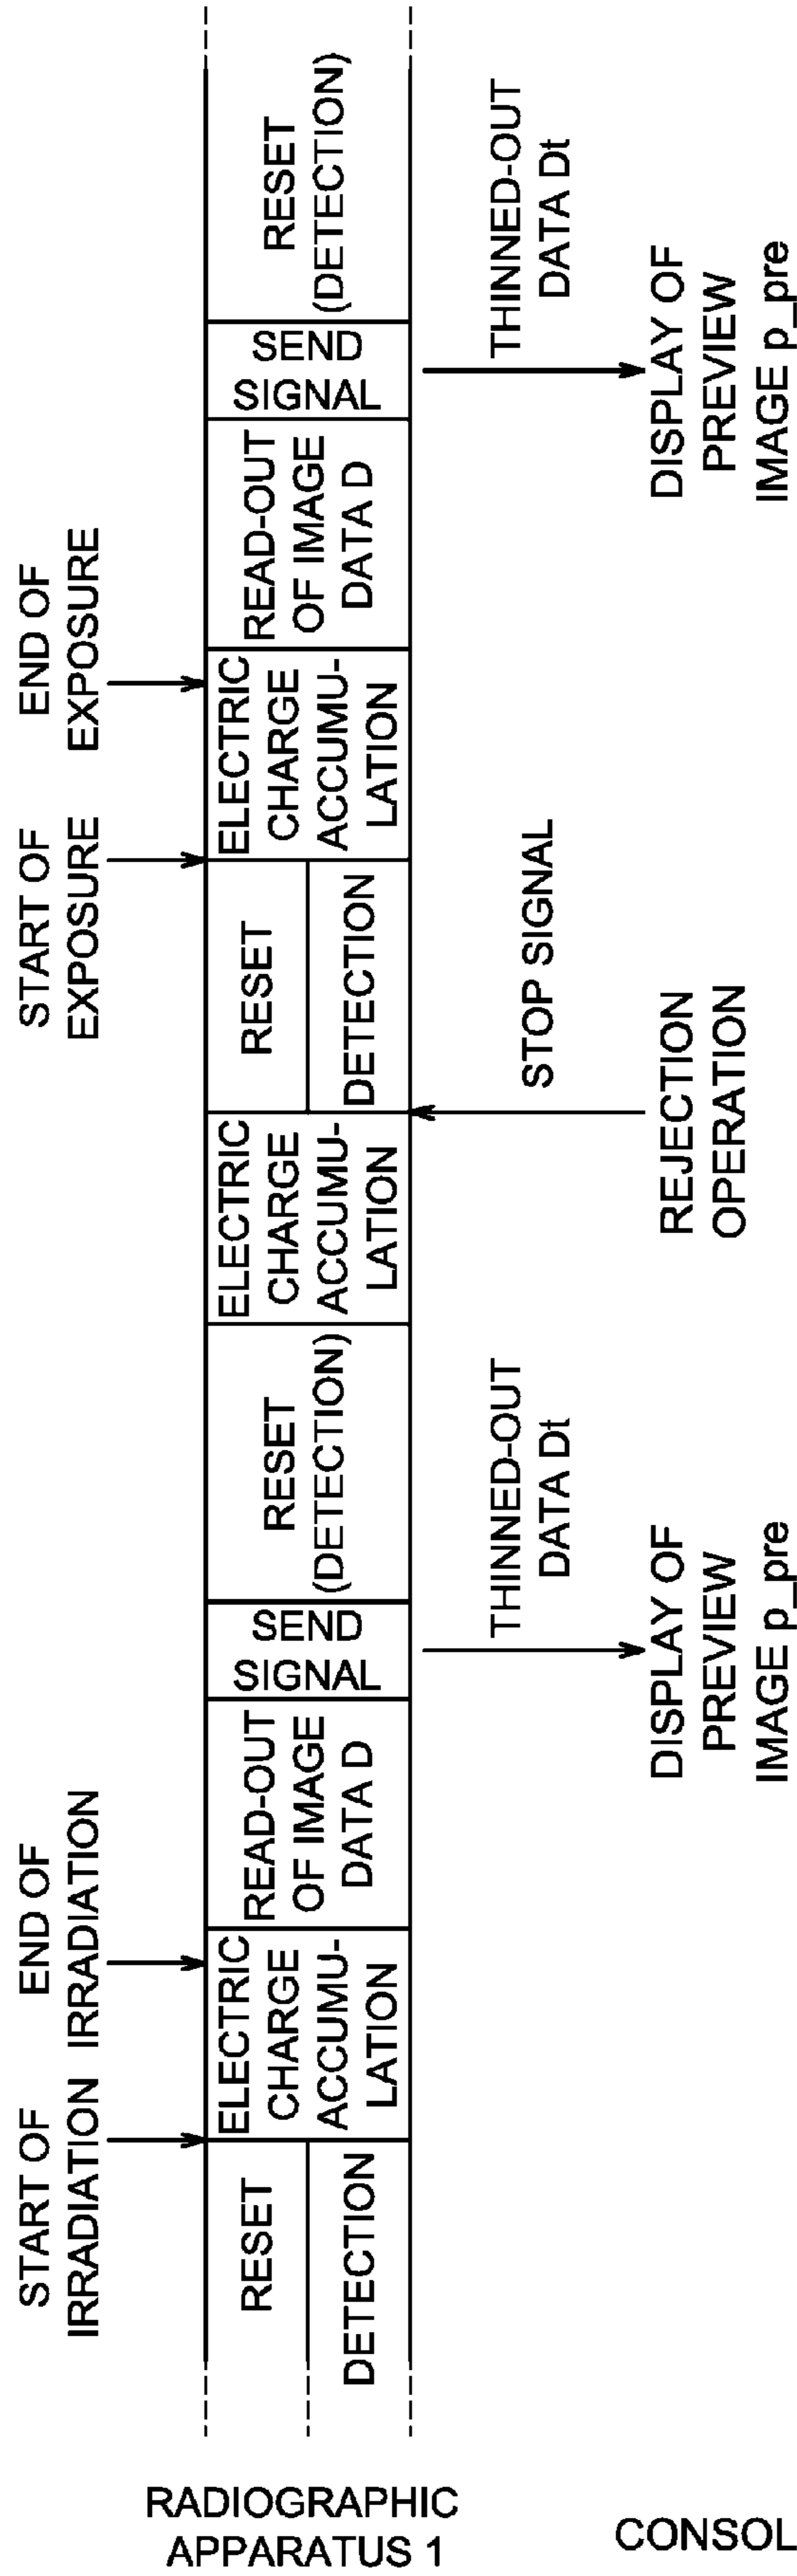 START OF
IRRADIATION
END OF
IRRADIATION
START OF
EXPOSURE
END OF
EXPOSURE
RADIOGRAPHIC
APPARATUS 1
RESET
DETECTION
ELECTRIC
CHARGE
ACCUMU-
LATION
READ-OUT
OF IMAGE
DATA D
SEND
SIGNAL
RESET
(DETECTION)
ELECTRIC
CHARGE
ACCUMU-
LATION
RESET
DETECTION
ELECTRIC
CHARGE
ACCUMU-
LATION
READ-OUT
OF IMAGE
DATA D
SEND
SIGNAL
RESET
(DETECTION)
THINNED-OUT
DATA Dt
STOP SIGNAL
THINNED-OUT
DATA Dt
CONSOL
DISPLAY OF
PREVIEW
IMAGE p_pre
REJECTION
OPERATION
DISPLAY OF
PREVIEW
IMAGE p_pre